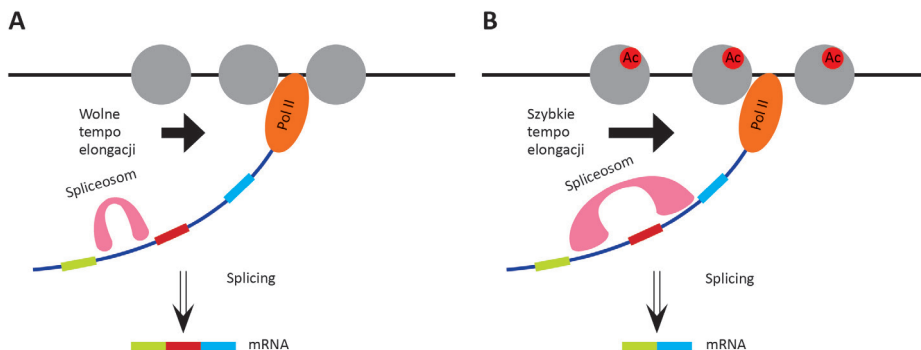 A
Wolne
tempo
elongacji
Pol II
Spliceosom
Splicing
mRNA
B
Ac
Ac
Ac
Szybkie
tempo
elongacji
Pol II
Spliceosom
Splicing
mRNA